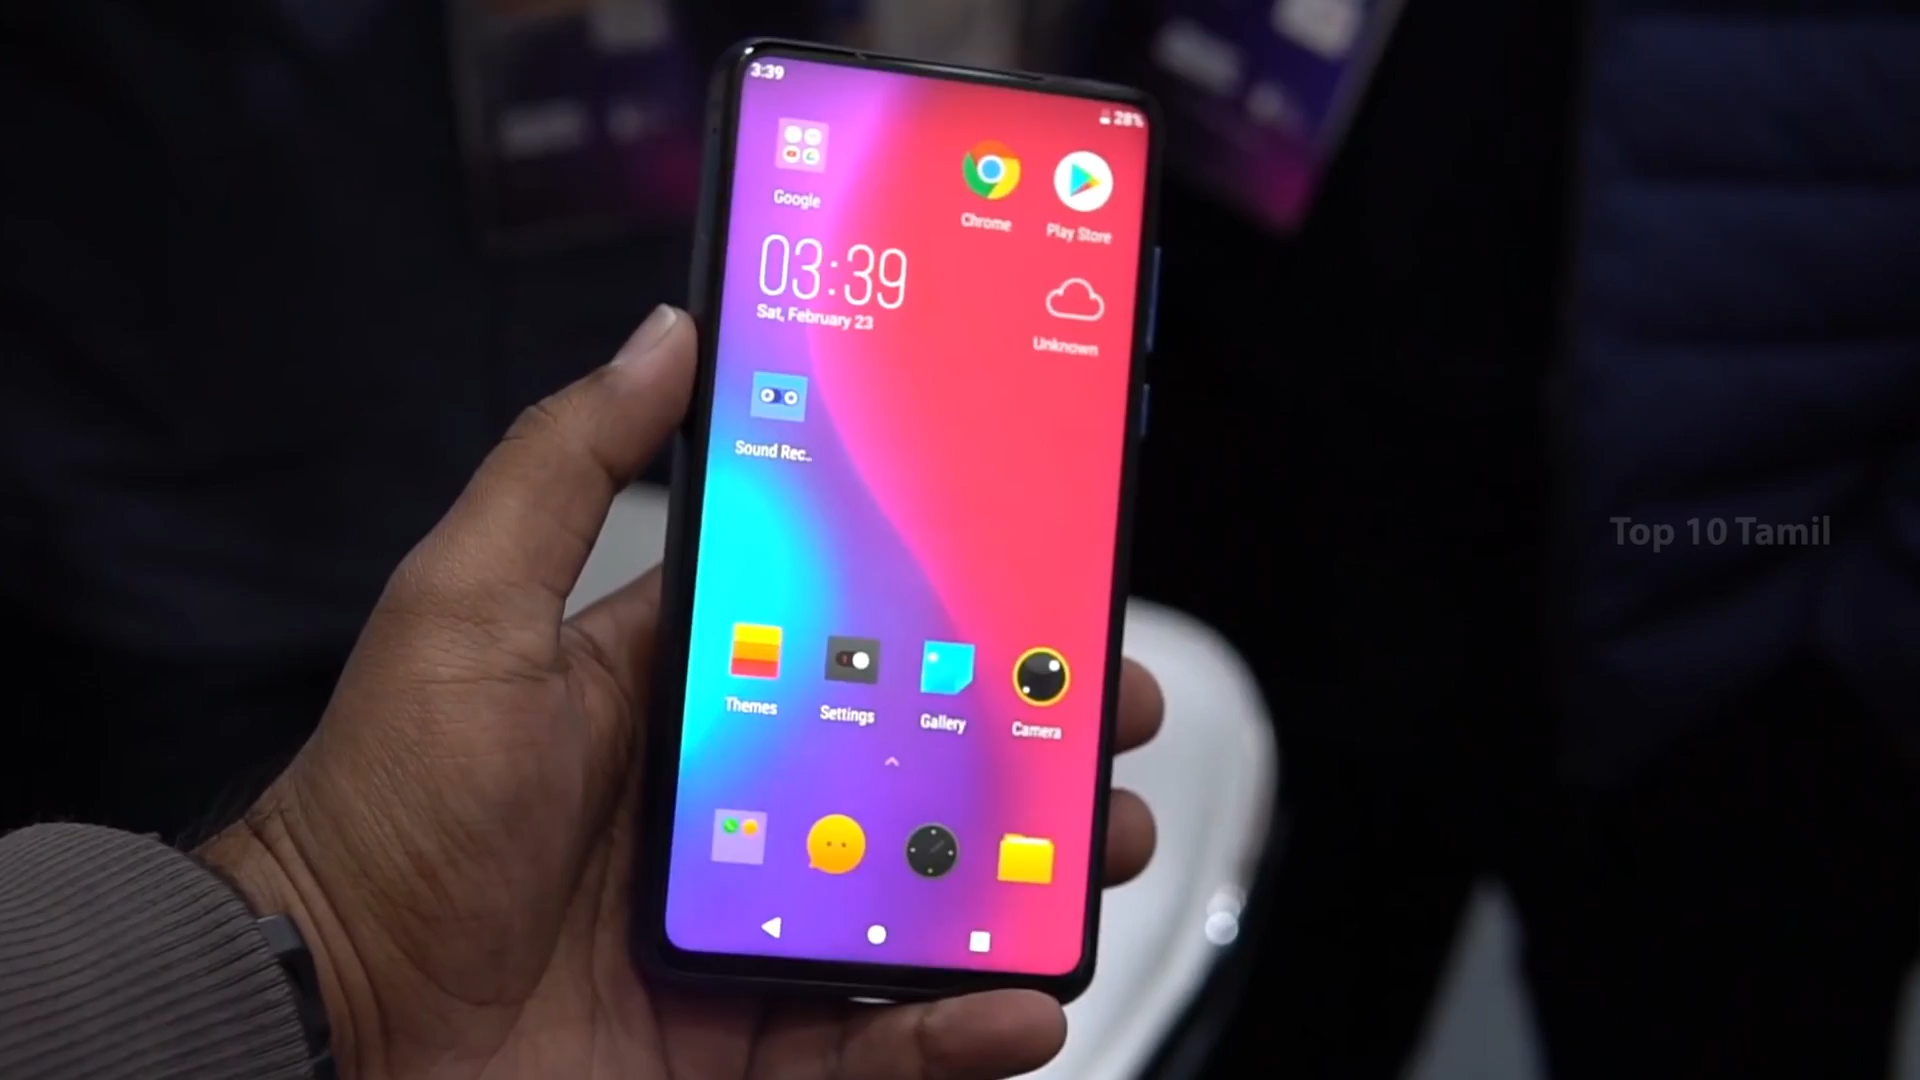 3:39
28%
Google
Chrome
Play Store
03:39
Sat, February 23
Unknown
Sound Rec..
Top 10 Tamil
Themes
Settings
Gallery
Camera